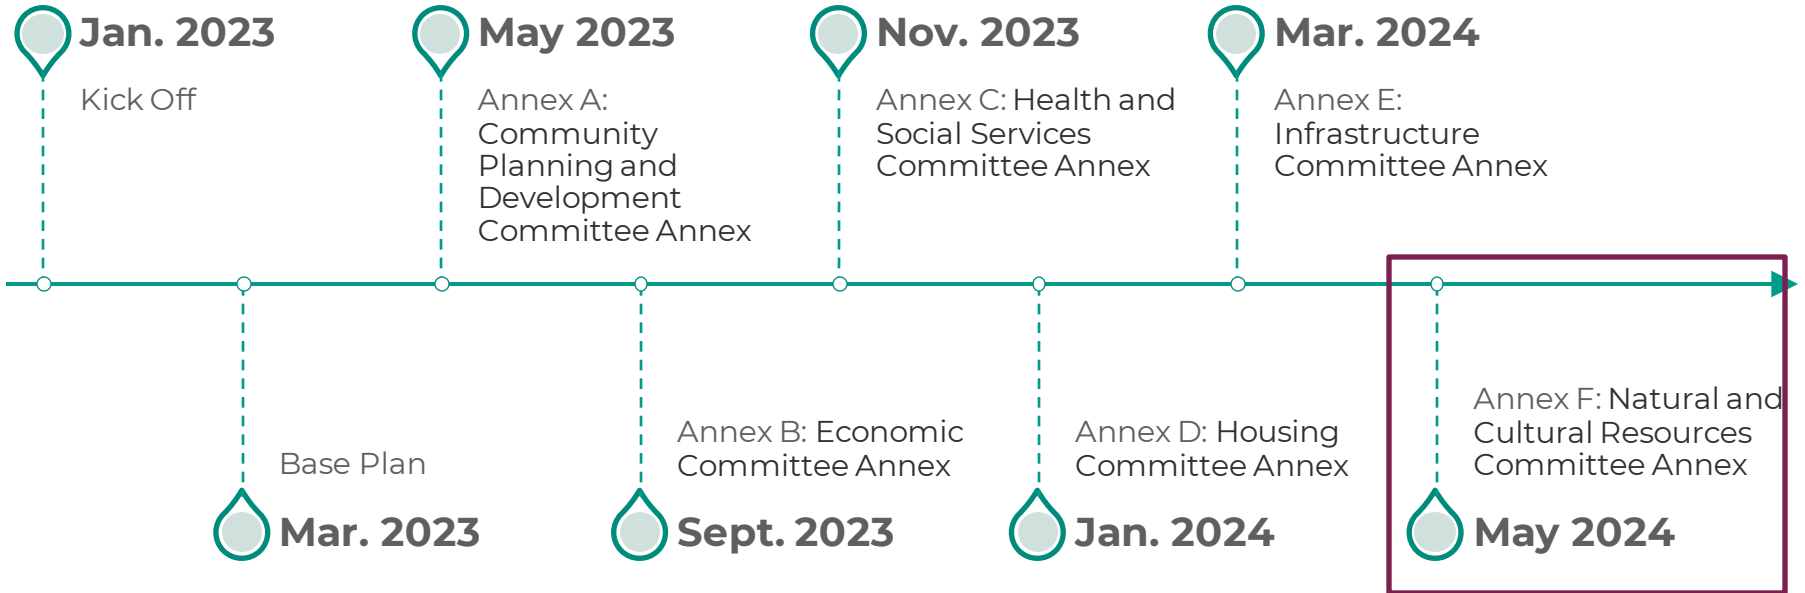 Jan. 2023
Kick Off
May 2023
Annex A:
Community
Planning and
Development
Committee Annex
Nov. 2023
Annex C: Health and
Social Services
Committee Annex
Mar. 2024
Annex E:
Infrastructure
Committee Annex
Base Plan
Mar. 2023
Annex B: Economic
Committee Annex
Sept. 2023
Annex D: Housing
Committee Annex
Jan. 2024
Annex F: Natural and
Cultural Resources
Committee Annex
May 2024